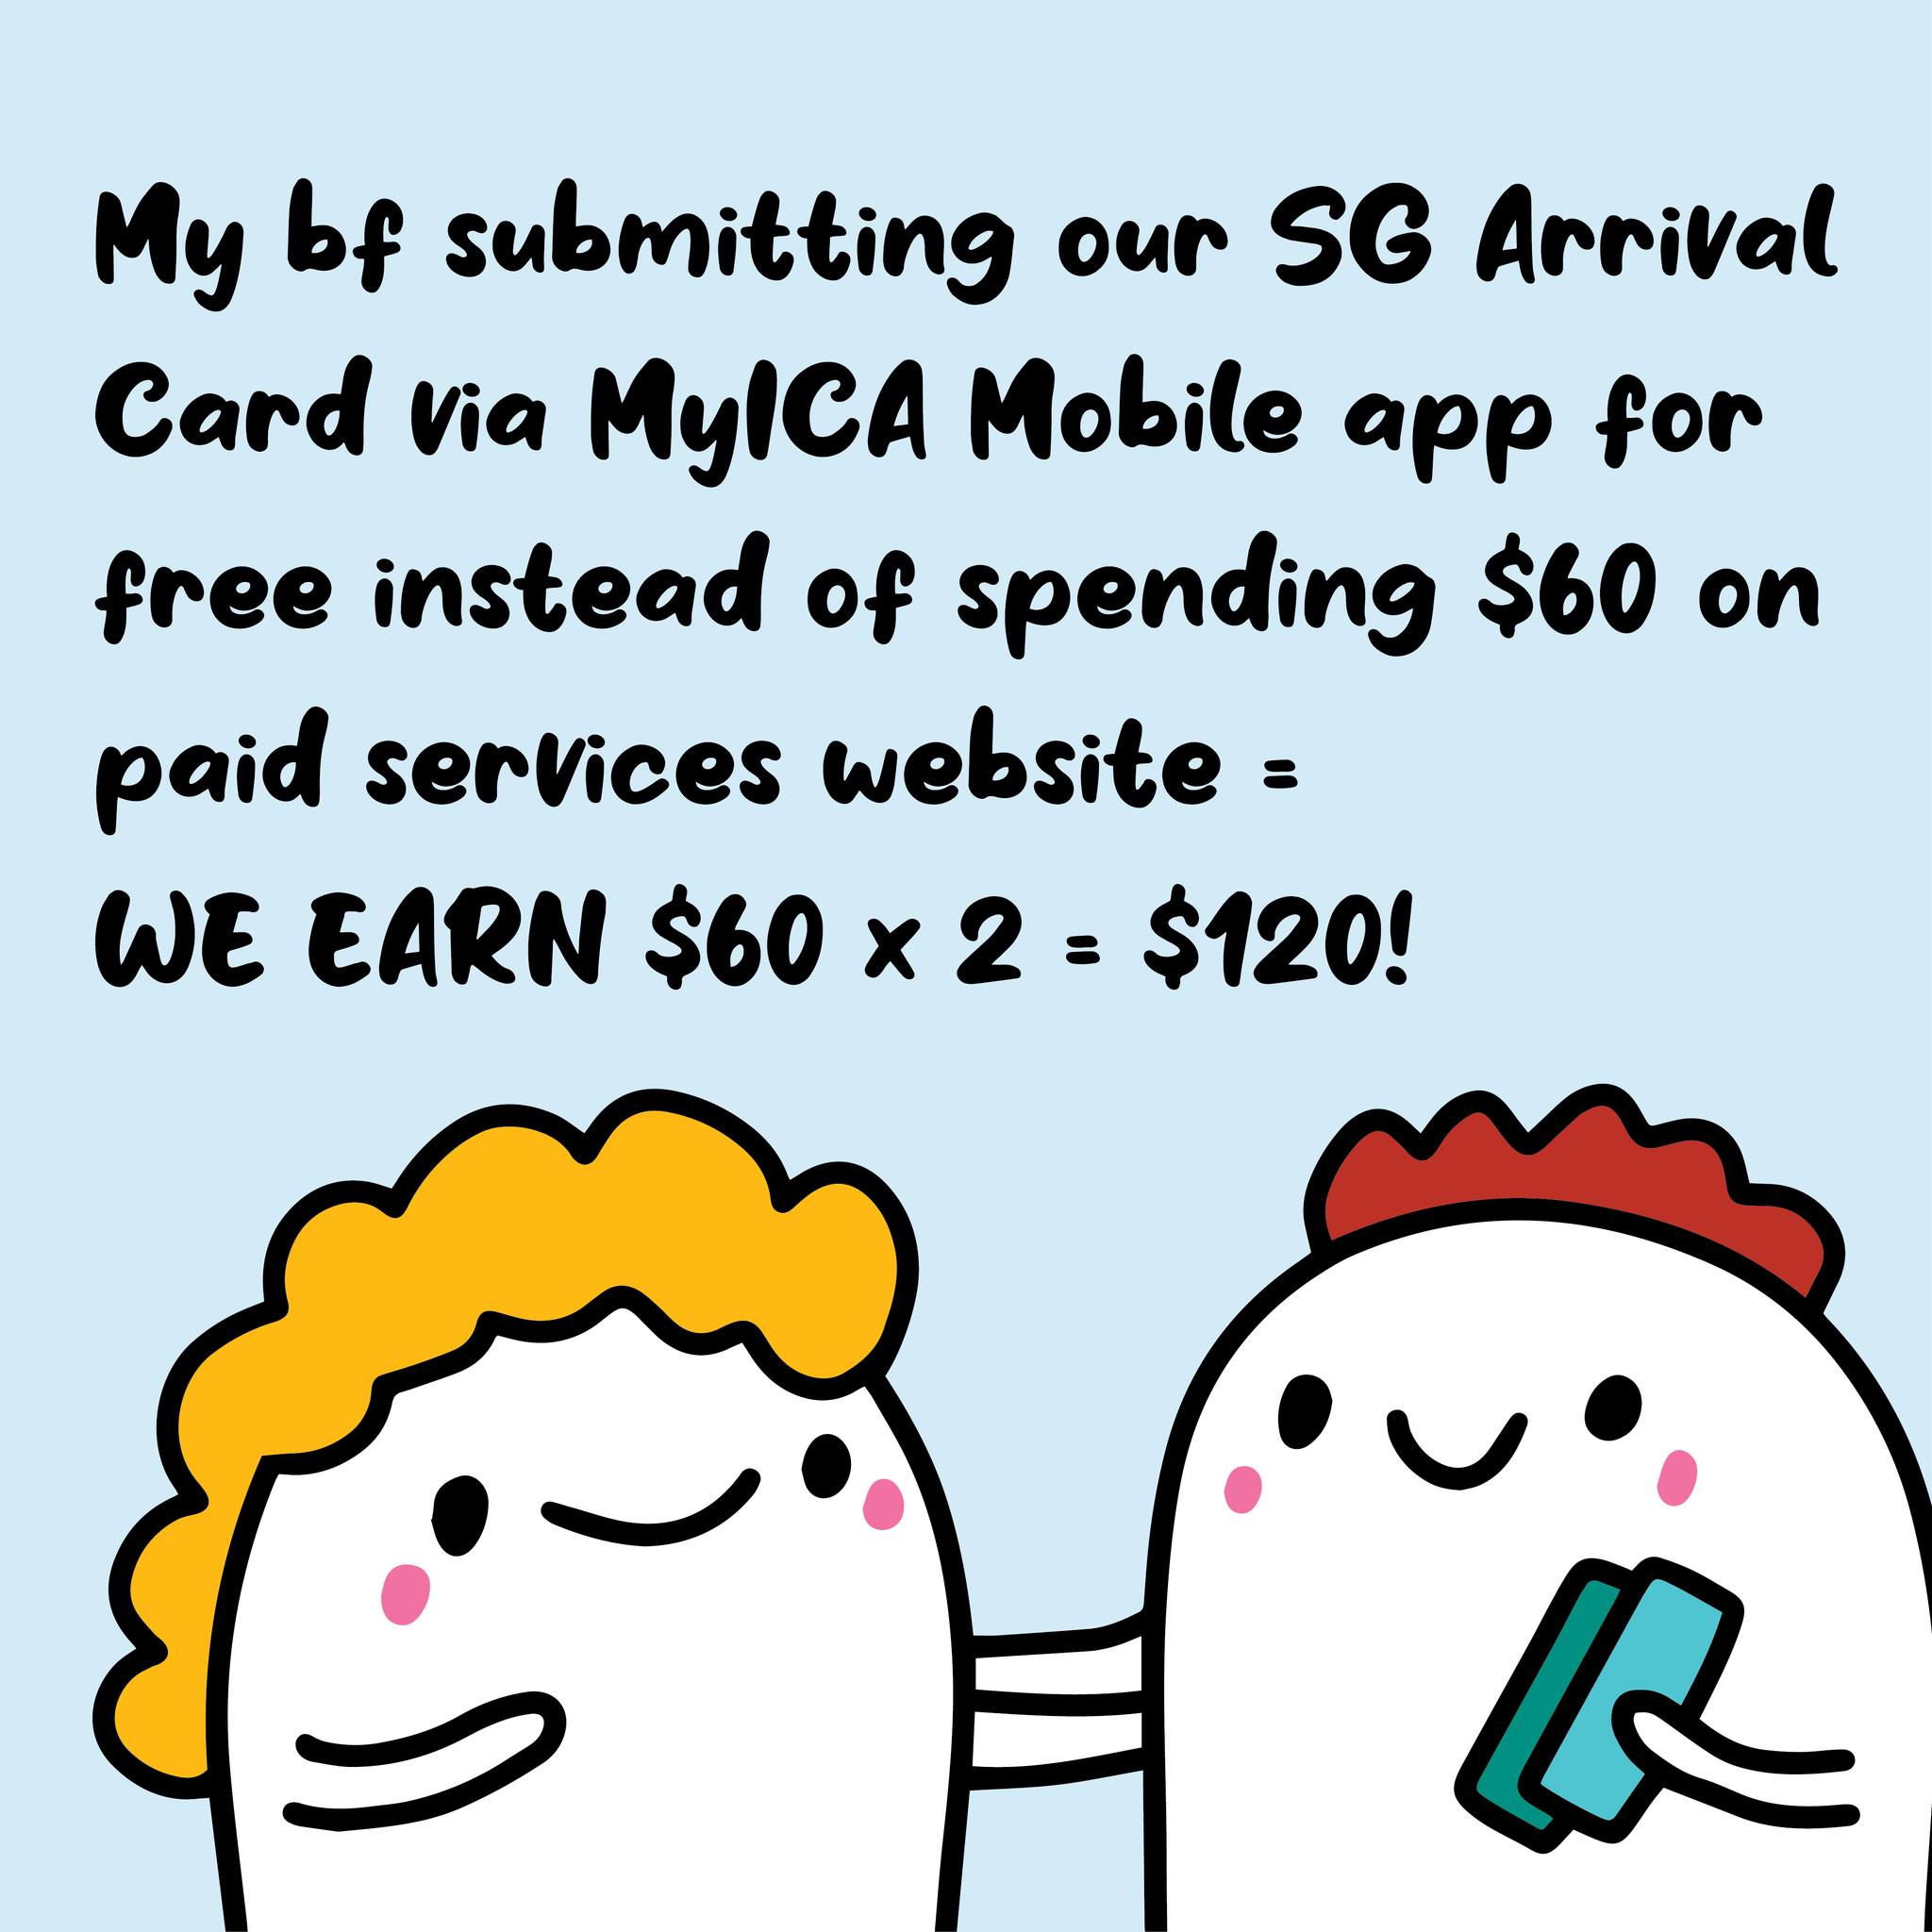 My bf submitting our SG Arrival
Card via MyICA Mobile app for
free instead of spending $60 on
paid services website =
WE EARN $60 x 2 = $120!